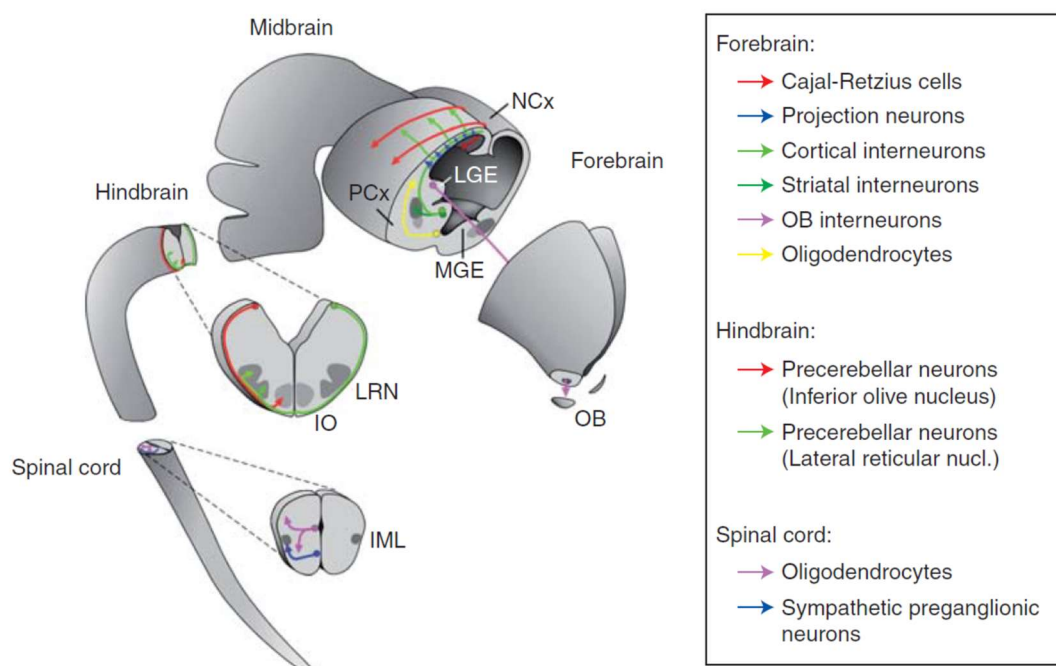 Midbrain
NCx
Forebrain
LGE
Hindbrain
PCx
MGE
LRN
IO
OB
Spinal cord
IML
Forebrain:
Cajal-Retzius cells
Projection neurons
Cortical interneurons
Striatal interneurons
OB interneurons
Oligodendrocytes
Hindbrain:
Precerebellar neurons
(Inferior olive nucleus)
Precerebellar neurons
(Lateral reticular nucl.)
Spinal cord:
Oligodendrocytes
Sympathetic preganglionic
neurons